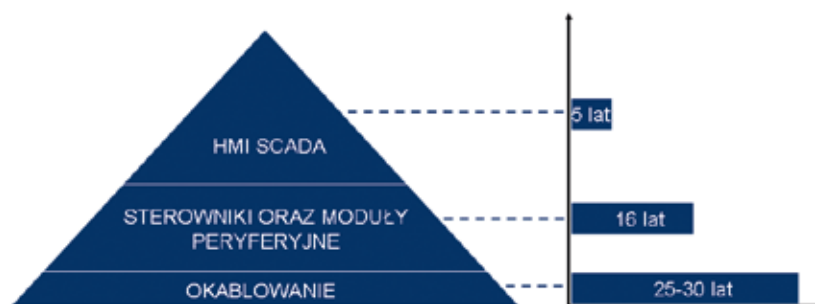 5 lat
HMI SCADA
STEROWNIKI ORAZ MODUŁY
PERYFERYJNE
16 lat
OKABLOWANIE
25-30 lat